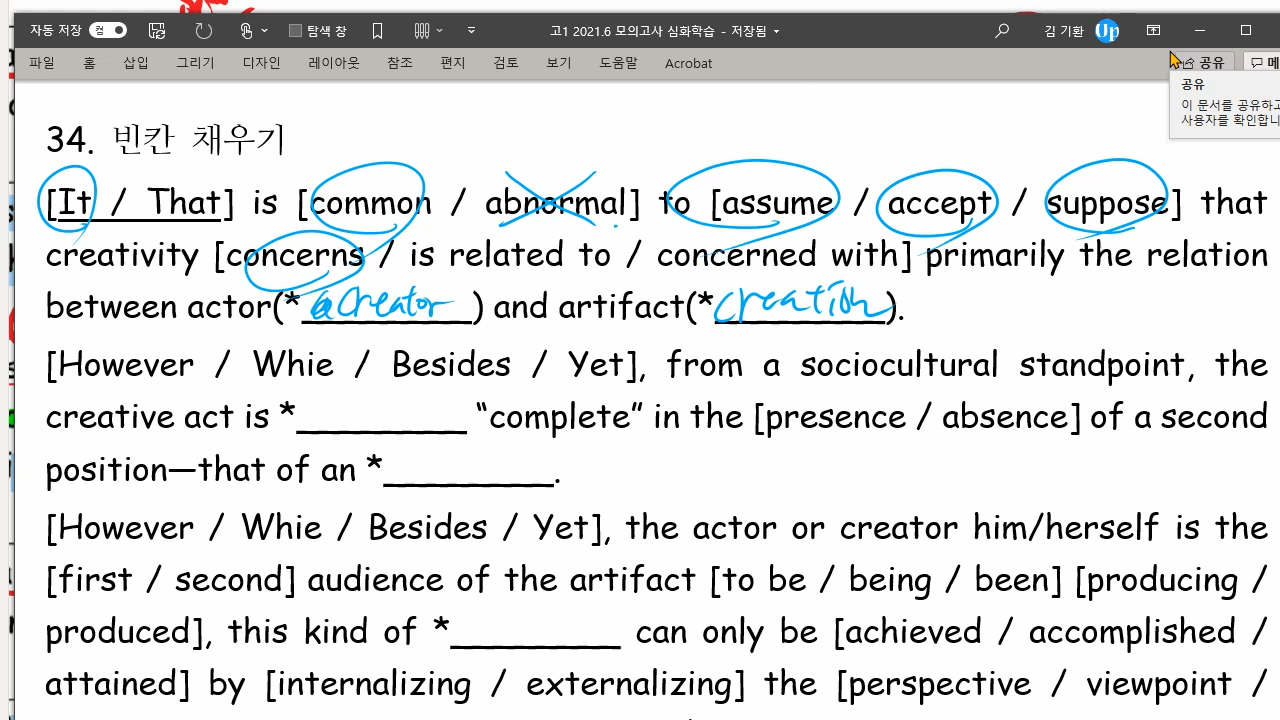 자동 저장 컴 탐색 창 고1 2021.6 모의고사 심화학습 - 저장됨 김 기환 Up
파일 홈 삽입 그리기 디자인 레이아웃 참조 편지 검토 보기 도움말 Acrobat 공유 메
공유
이 문서를 공유하고
사용자를 확인합니
34. 빈칸 채우기
[It / That] is [common / abnormal] to [assume / accept / suppose] that
creativity [concerns / is related to / concerned with] primarily the relation
between actor(*creator) and artifact(*creation).
[However / Whie / Besides / Yet], from a sociocultural standpoint, the
creative act is *________ “complete” in the [presence / absence] of a second
position—that of an *________.
[However / Whie / Besides / Yet], the actor or creator him/herself is the
[first / second] audience of the artifact [to be / being / been] [producing /
produced], this kind of *________ can only be [achieved / accomplished /
attained] by [internalizing / externalizing] the [perspective / viewpoint /